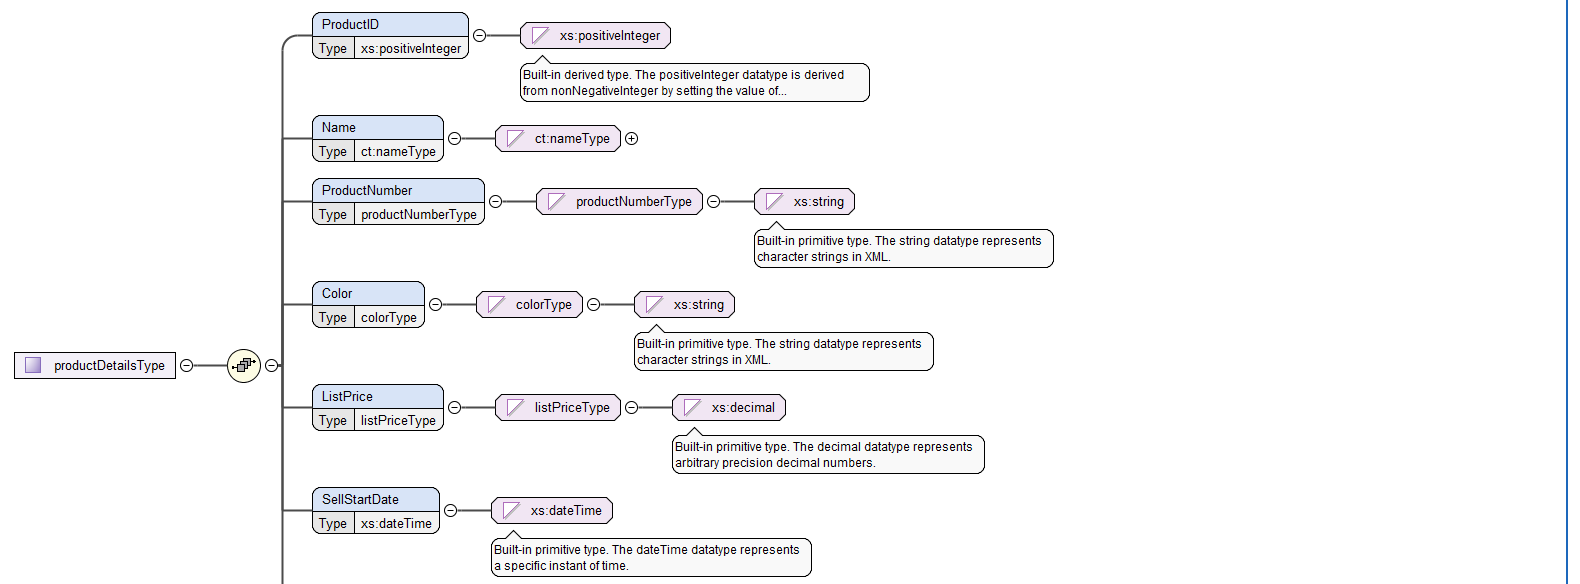 ProductID
Type xs:positiveInteger
xs:positiveInteger
Built-in derived type. The positiveInteger datatype is derived
from nonNegativeInteger by setting the value of...
Name
Type ct:nameType
ct:nameType
ProductNumber
Type productNumberType
productNumberType
xs:string
Built-in primitive type. The string datatype represents
character strings in XML.
Color
Type colorType
colorType
xs:string
Built-in primitive type. The string datatype represents
character strings in XML.
productDetailsType
ListPrice
Type listPriceType
listPriceType
xs:decimal
Built-in primitive type. The decimal datatype represents
arbitrary precision decimal numbers.
SellStartDate
Type xs:dateTime
xs:dateTime
Built-in primitive type. The dateTime datatype represents
a specific instant of time.